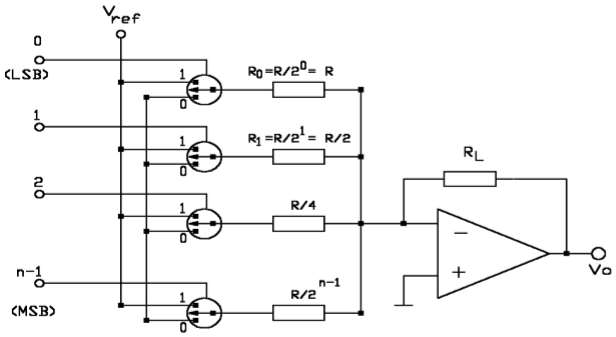 Vref
0
(LSB)
1
0
R0=R/2^0= R
1
1
0
R1=R/2^1= R/2
2
1
0
R/4
RL
−
+
Vo
n-1
(MSB)
1
0
R/2^n-1